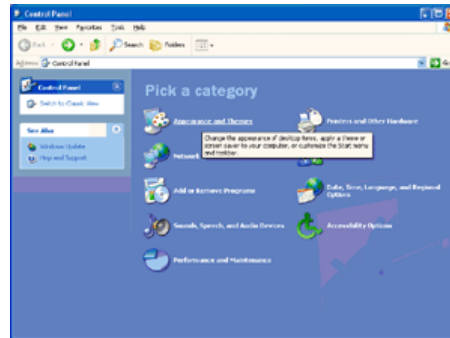 Control Panel
File Edit View Favorites Tools Help
Back Search Folders
Address Control Panel Go
Control Panel
Switch to Classic View
See Also
Windows Update
Help and Support
Pick a category
Appearance and Themes
Printers and Other Hardware
Change the appearance of desktop items, apply a theme or
screen saver to your computer, or customize the Start menu
and taskbar.
Network
Add or Remove Programs
Date, Time, Language, and Regional
Options
Sounds, Speech, and Audio Devices
Accessibility Options
Performance and Maintenance